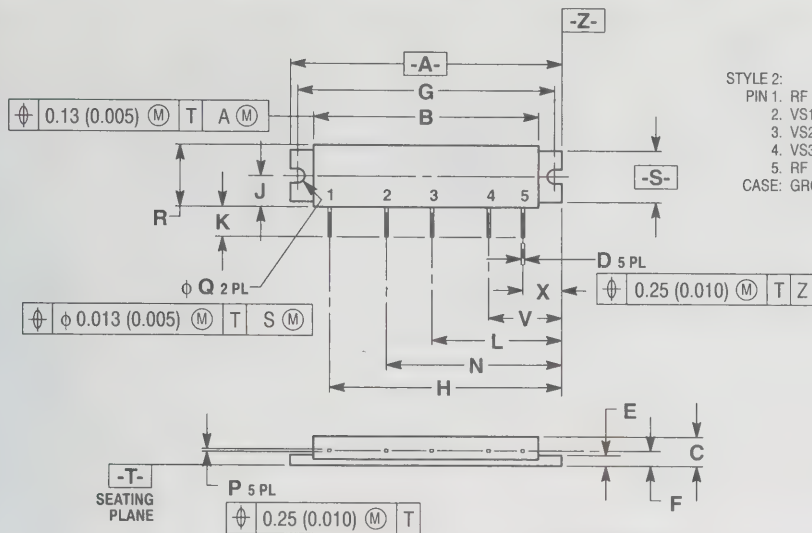 -Z-
-A-
G
B
⌖ 0.13 (0.005) Ⓜ T A Ⓜ
STYLE 2:
PIN 1. RF
2. VS1
3. VS2
4. VS3
5. RF
CASE:
-S-
R
J
K
1 2 3 4 5
D 5 PL
ϕ Q 2 PL
X
⌖ 0.25 (0.010) Ⓜ T Z
⌖ ϕ 0.013 (0.005) Ⓜ T S Ⓜ
V
L
N
H
E
C
F
-T-
SEATING
PLANE
P 5 PL
⌖ 0.25 (0.010) Ⓜ T